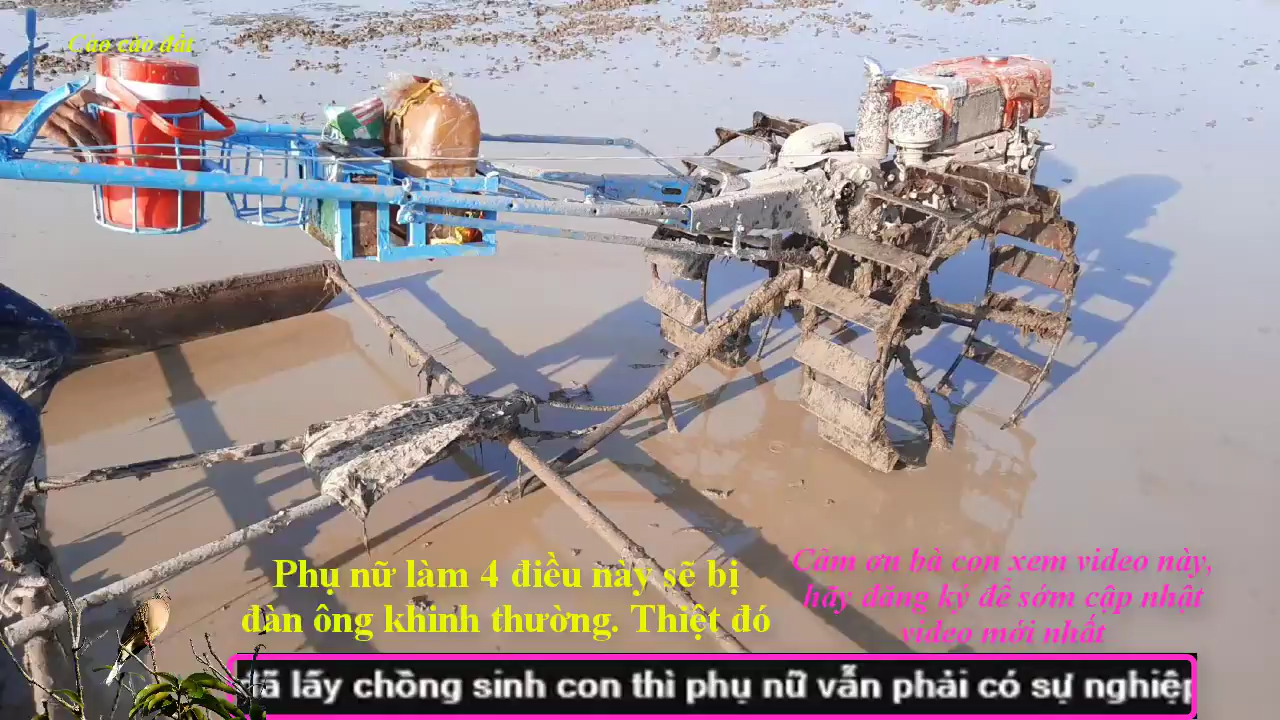 Cào cào đất
Phụ nữ làm 4 điều này sẽ bị
đàn ông khinh thường. Thiệt đó
Cảm ơn bà con xem video này,
hãy đăng ký để sớm cập nhật
video mới nhất
đã lấy chồng sinh con thì phụ nữ vẫn phải có sự nghiệp